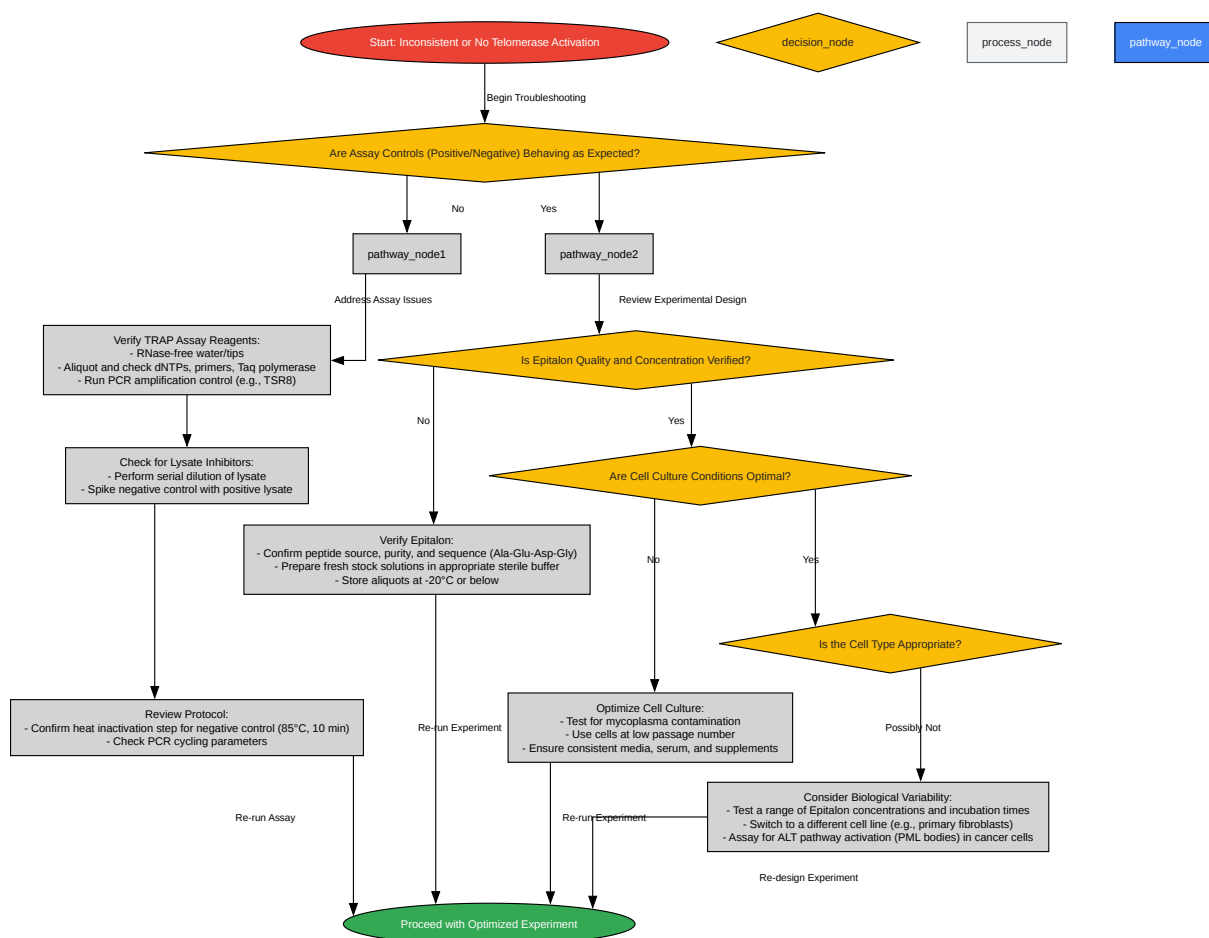 Start: Inconsistent or No Telomerase Activation
decision_node
process_node
pathway_node
Begin Troubleshooting
Are Assay Controls (Positive/Negative) Behaving as Expected?
No
Yes
pathway_node1
pathway_node2
Address Assay Issues
Review Experimental Design
Verify TRAP Assay Reagents:
- RNase-free water/tips
- Aliquot and check dNTPs, primers, Taq polymerase
- Run PCR amplification control (e.g., TSR8)
Is Epitalon Quality and Concentration Verified?
No
Yes
Check for Lysate Inhibitors:
- Perform serial dilution of lysate
- Spike negative control with positive lysate
Are Cell Culture Conditions Optimal?
Verify Epitalon:
- Confirm peptide source, purity, and sequence (Ala-Glu-Asp-Gly)
- Prepare fresh stock solutions in appropriate sterile buffer
- Store aliquots at -20°C or below
No
Yes
Is the Cell Type Appropriate?
Review Protocol:
- Confirm heat inactivation step for negative control (85°C, 10 min)
- Check PCR cycling parameters
Re-run Experiment
Optimize Cell Culture:
- Test for mycoplasma contamination
- Use cells at low passage number
- Ensure consistent media, serum, and supplements
Possibly Not
Consider Biological Variability:
- Test a range of Epitalon concentrations and incubation times
- Switch to a different cell line (e.g., primary fibroblasts)
- Assay for ALT pathway activation (PML bodies) in cancer cells
Re-run Assay
Re-run Experiment
Re-design Experiment
Proceed with Optimized Experiment